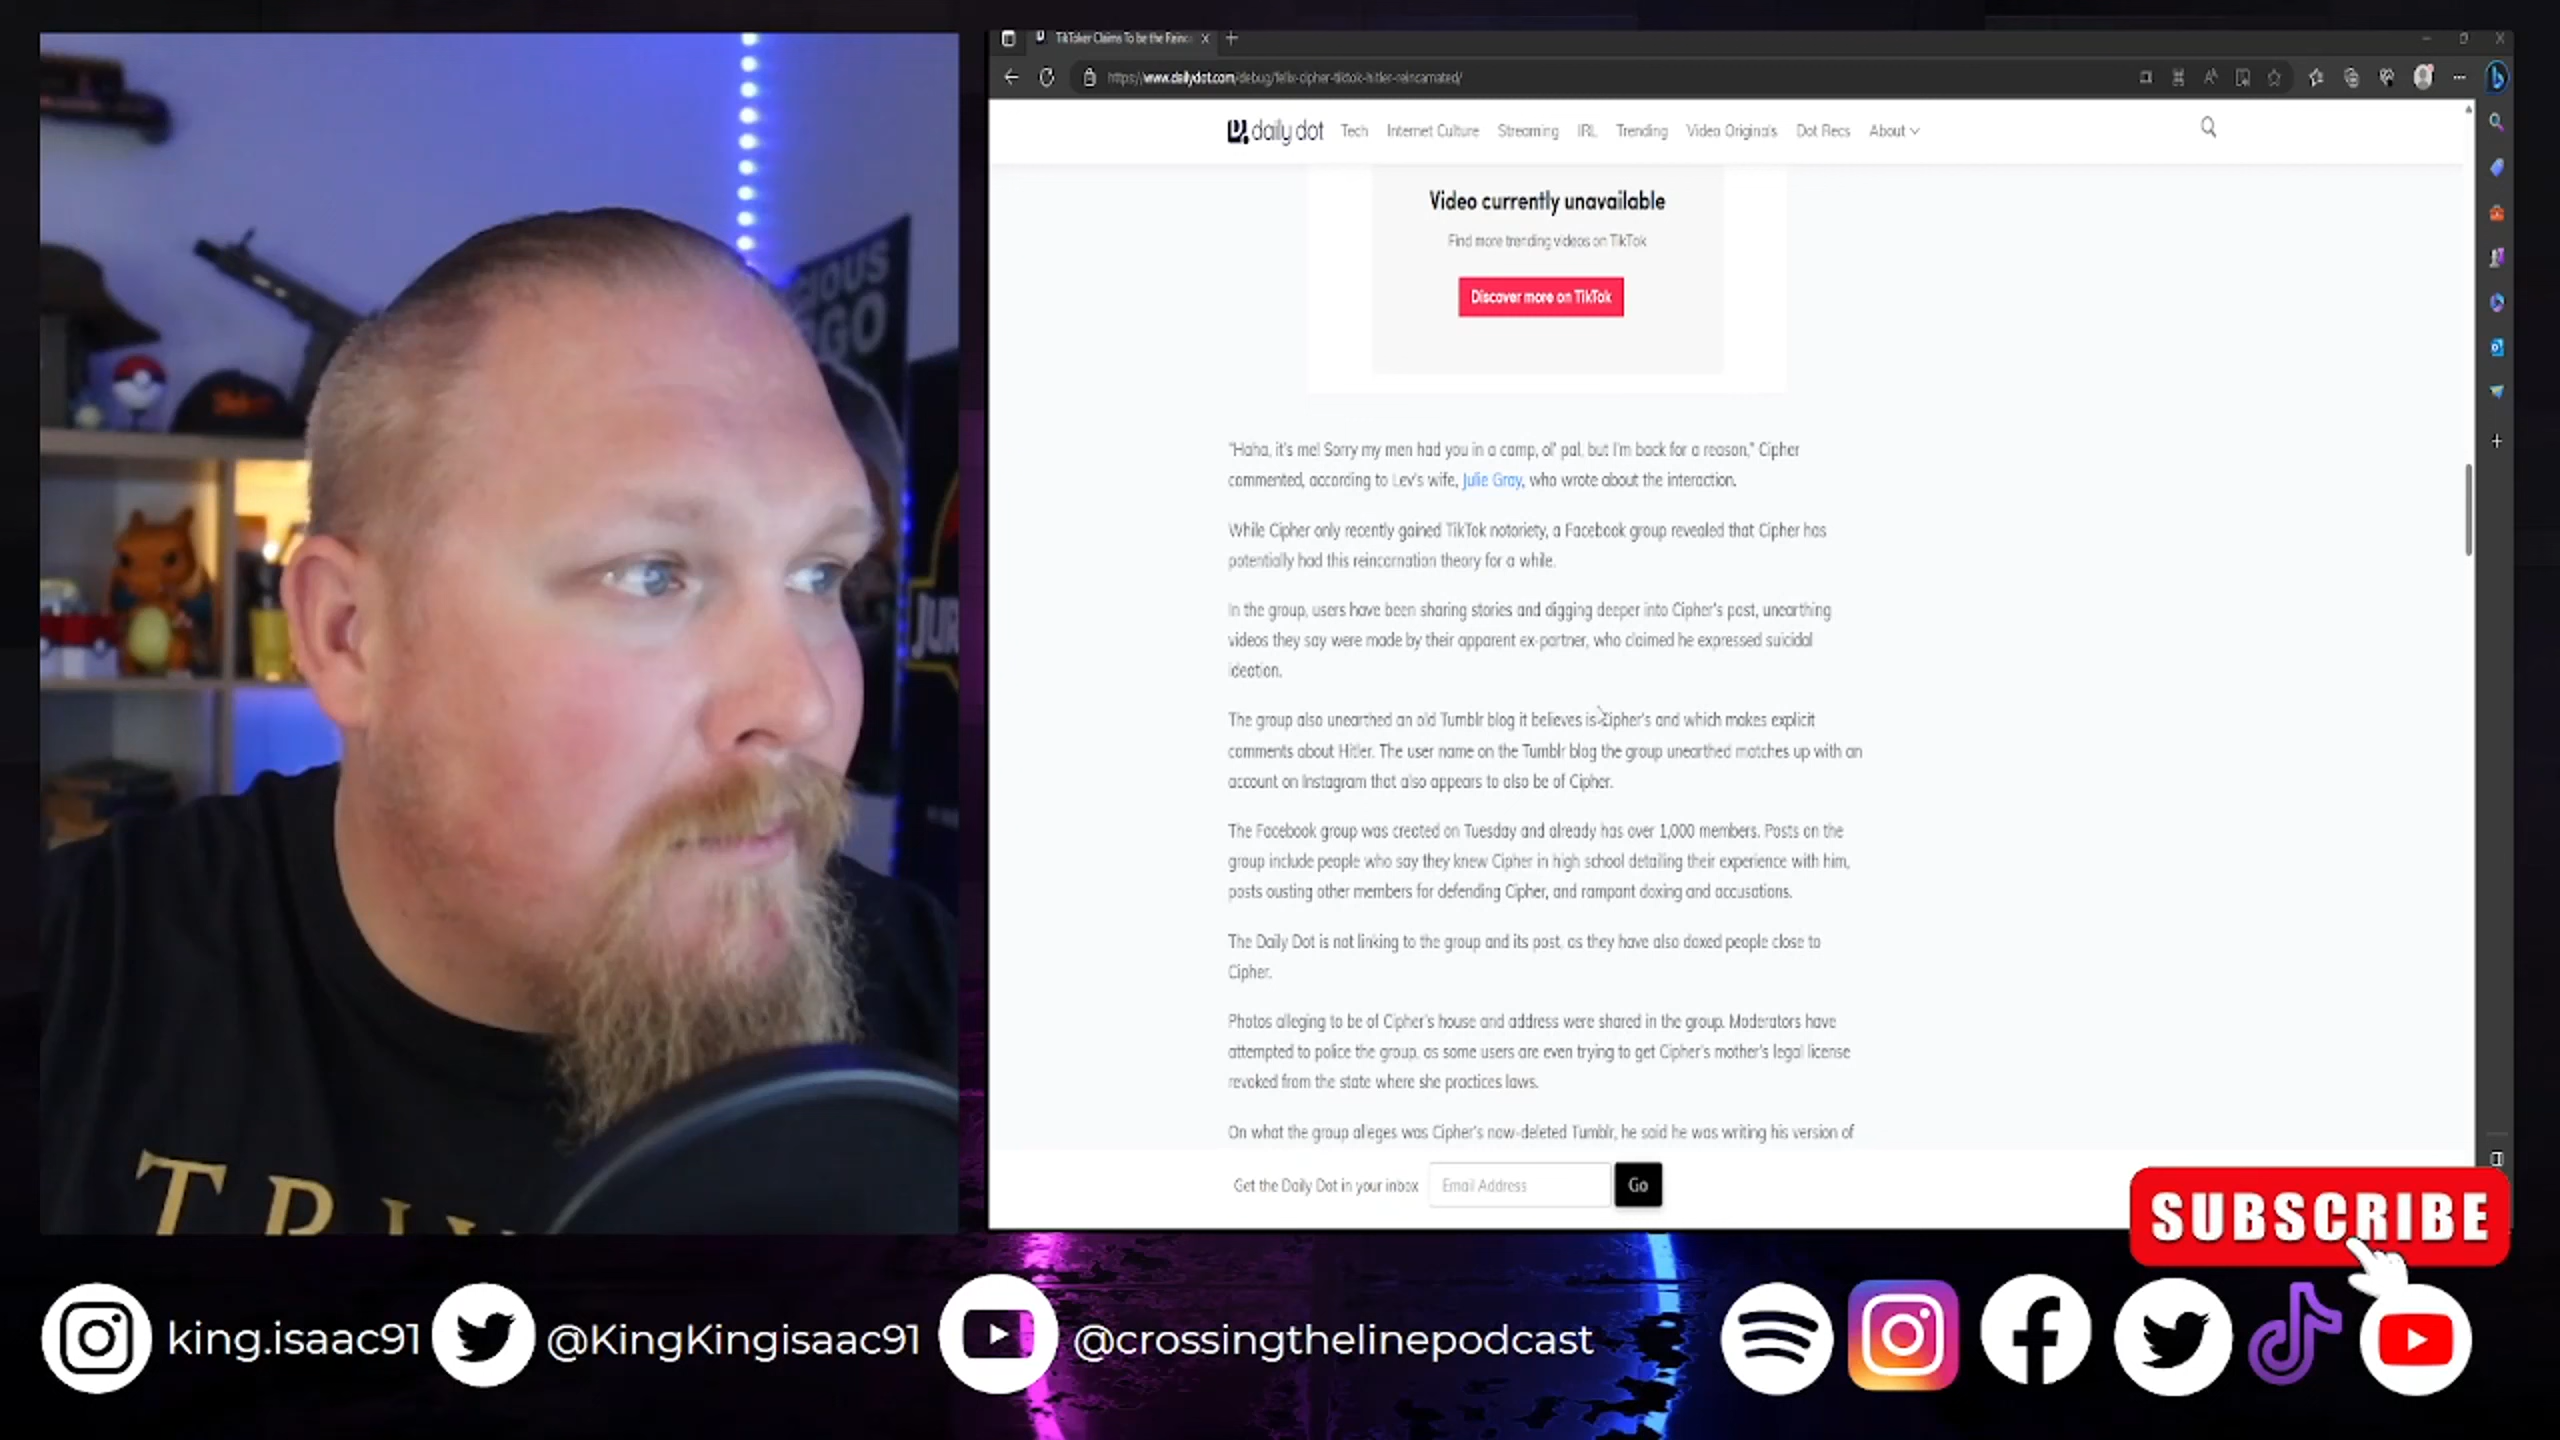 CIOUS
EGO
JUR
TRIV
TikToker Claims To be the Reinc
https://www.dailydot.com/debug/felix-cipher-tiktok-hitler-reincarnated/
daily dot Tech Internet Culture Streaming IRL Trending Video Originals Dot Recs About
Video currently unavailable
Find more trending videos on TikTok
Discover more on TikTok
"Haha, it's me! Sorry my men had you in a camp, ol' pal, but I'm back for a reason," Cipher
commented, according to Lev's wife, Julie Gray, who wrote about the interaction.
While Cipher only recently gained TikTok notoriety, a Facebook group revealed that Cipher has
potentially had this reincarnation theory for a while.
In the group, users have been sharing stories and digging deeper into Cipher's past, unearthing
videos they say were made by their apparent ex-partner, who claimed he expressed suicidal
ideation.
The group also unearthed an old Tumblr blog it believes is Cipher's and which makes explicit
comments about Hitler. The user name on the Tumblr blog the group unearthed matches up with an
account on Instagram that also appears to also be of Cipher.
The Facebook group was created on Tuesday and already has over 1,000 members. Posts on the
group include people who say they knew Cipher in high school detailing their experience with him,
posts ousting other members for defending Cipher, and rampant doxing and accusations.
The Daily Dot is not linking to the group and its post, as they have also doxed people close to
Cipher.
Photos alleging to be of Cipher's house and address were shared in the group. Moderators have
attempted to police the group, as some users are even trying to get Cipher's mother's legal license
revoked from the state where she practices laws.
On what the group alleges was Cipher's now-deleted Tumblr, he said he was writing his version of
Get the Daily Dot in your inbox Email Address Go
SUBSCRIBE
king.isaac91 @KingKingisaac91 @crossingthelinepodcast